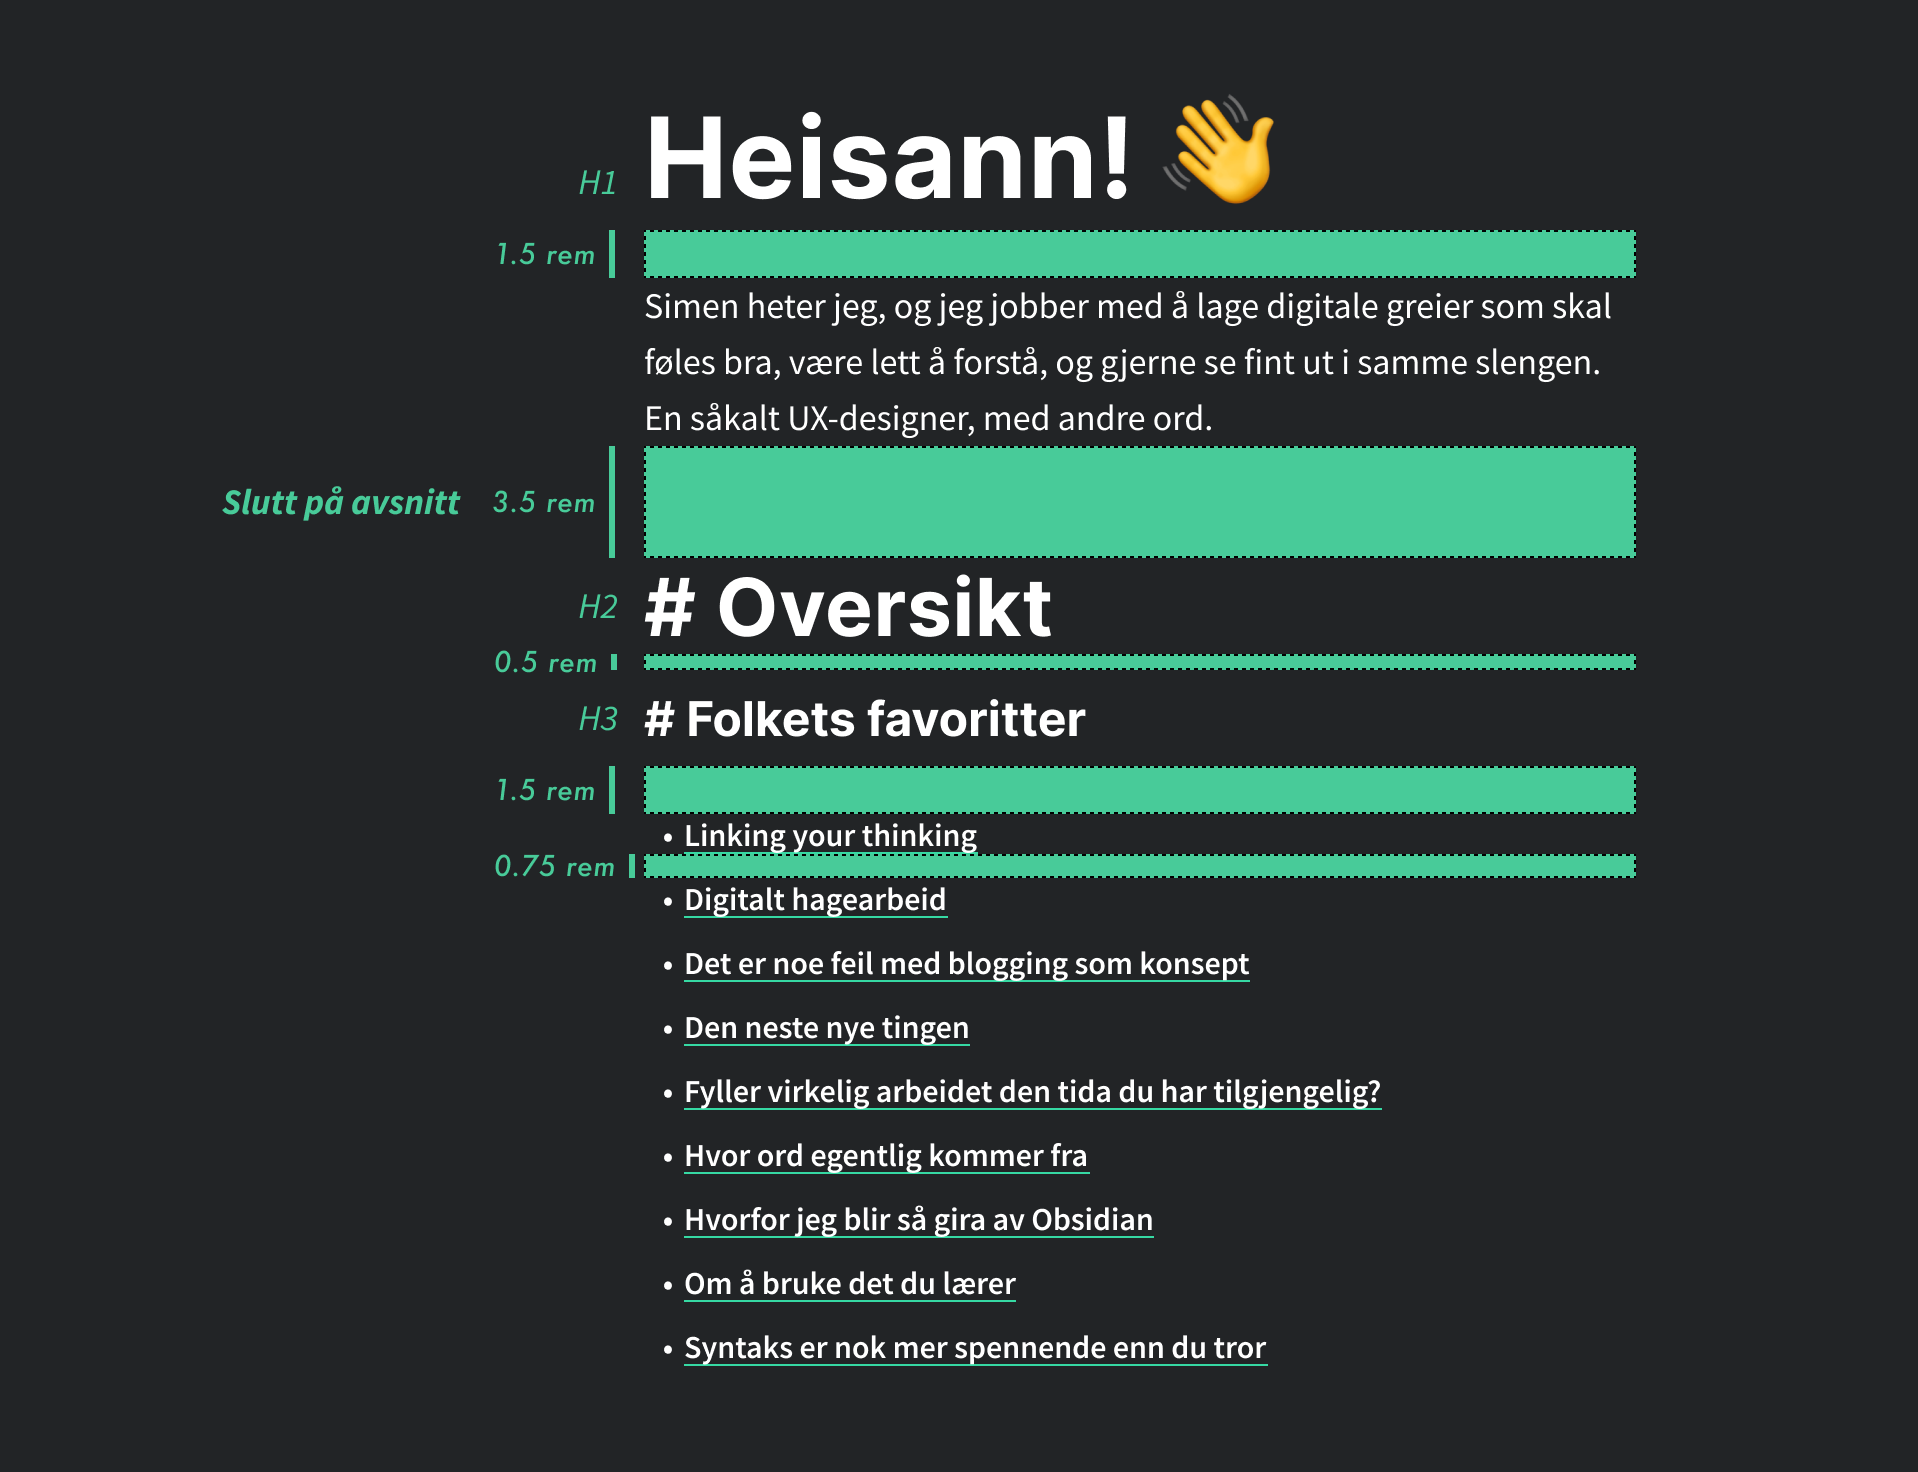 H1 Heisann! 👋
1.5 rem
Simen heter jeg, og jeg jobber med å lage digitale greier som skal
føles bra, være lett å forstå, og gjerne se fint ut i samme slengen.
En såkalt UX-designer, med andre ord.
Slutt på avsnitt 3.5 rem
H2 # Oversikt
0.5 rem
H3 # Folkets favoritter
1.5 rem
• Linking your thinking
0.75 rem
• Digitalt hagearbeid
• Det er noe feil med blogging som konsept
• Den neste nye tingen
• Fyller virkelig arbeidet den tida du har tilgjengelig?
• Hvor ord egentlig kommer fra
• Hvorfor jeg blir så gira av Obsidian
• Om å bruke det du lærer
• Syntaks er nok mer spennende enn du tror